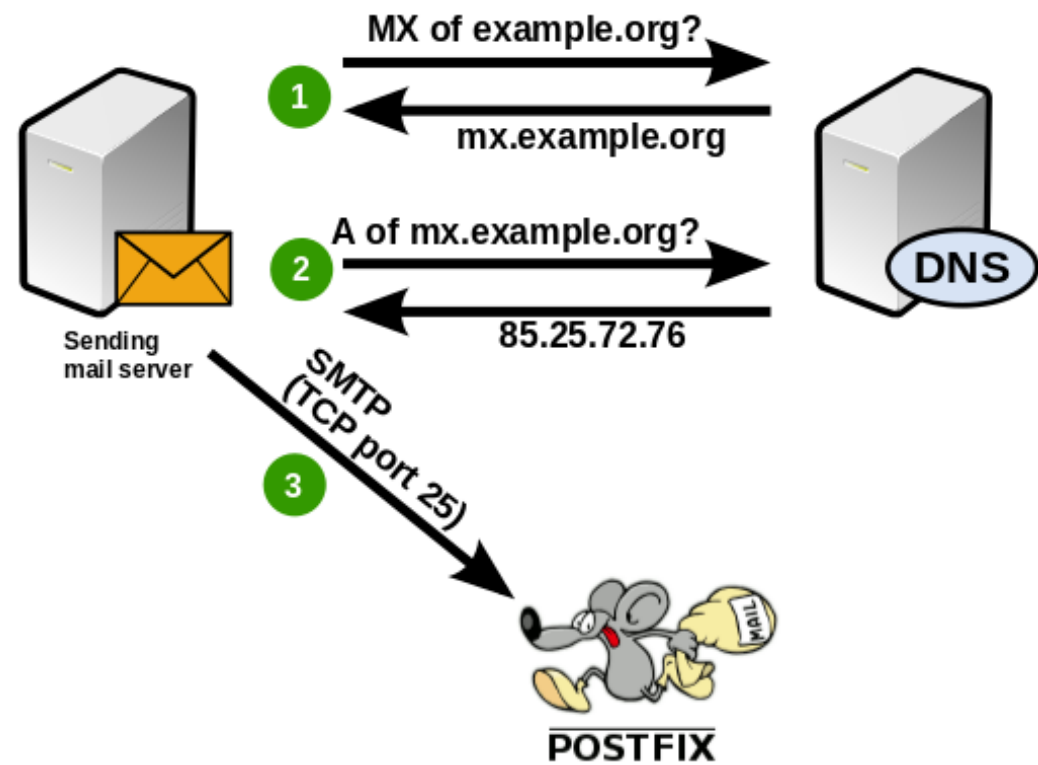 MX of example.org?
1
mx.example.org
A of mx.example.org?
2
DNS
85.25.72.76
Sending
mail server
SMTP
(TCP port 25)
3
MAIL
POSTFIX